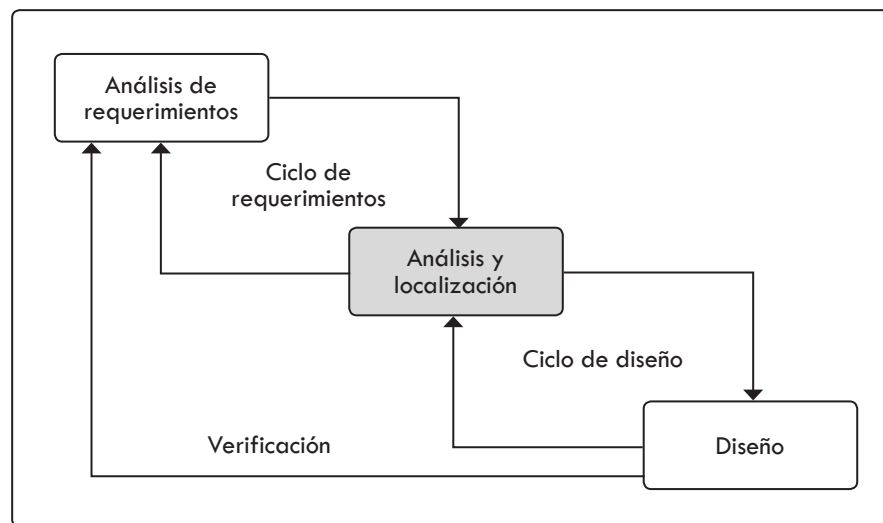 Análisis de
requerimientos
Ciclo de
requerimientos
Análisis y
localización
Ciclo de diseño
Verificación
Diseño